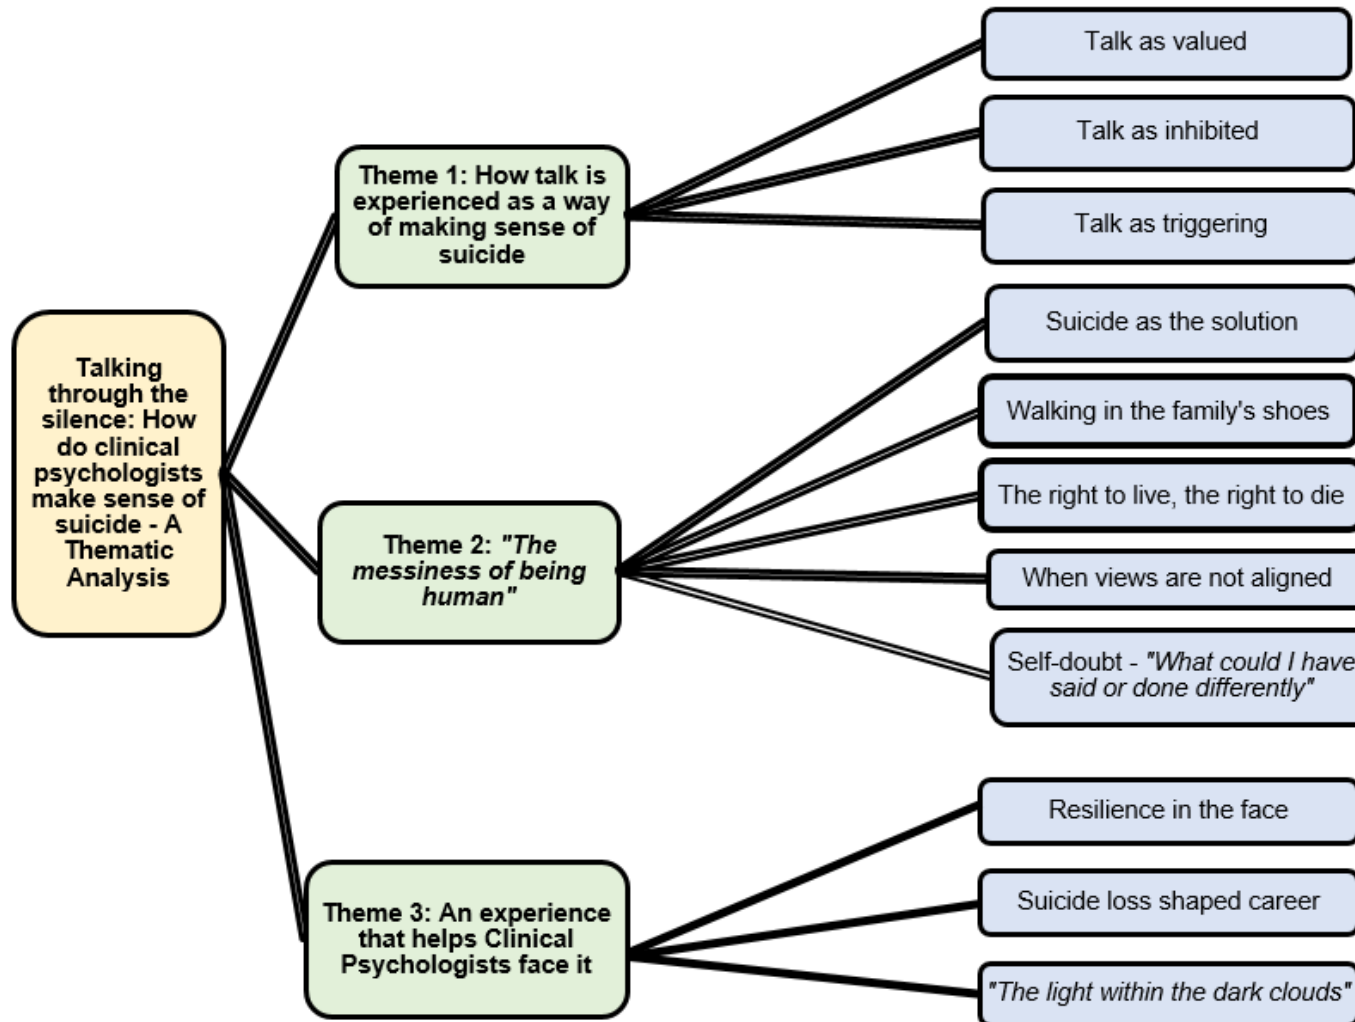 Talking
through the
silence: How
do clinical
psychologists
make sense of
suicide - A
Thematic
Analysis
Theme 1: How talk is
experienced as a way
of making sense of
suicide
Talk as valued
Talk as inhibited
Talk as triggering
Theme 2: "The
messiness of being
human"
Suicide as the solution
Walking in the family's shoes
The right to live, the right to die
When views are not aligned
Self-doubt - "What could I have
said or done differently"
Theme 3: An experience
that helps Clinical
Psychologists face it
Resilience in the face
Suicide loss shaped career
"The light within the dark clouds"